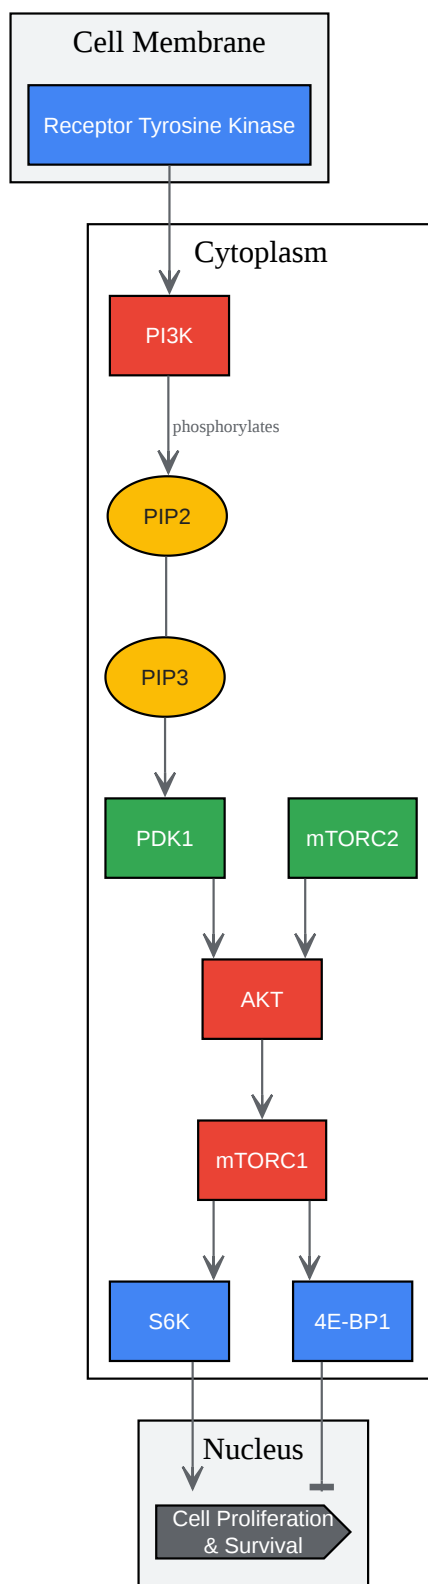 Cell Membrane
Receptor Tyrosine Kinase
Cytoplasm
PI3K
phosphorylates
PIP2
PIP3
PDK1
mTORC2
AKT
mTORC1
S6K
4E-BP1
Nucleus
Cell Proliferation
& Survival